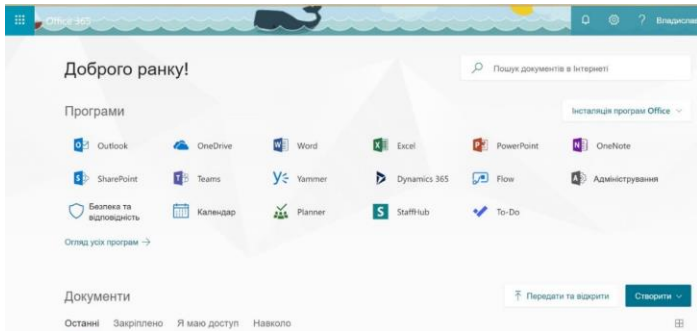 Office 365
Владислав
Доброго ранку!
Пошук документів в Інтернеті
Програми
Інсталяція програм Office
Outlook OneDrive Word Excel PowerPoint OneNote
SharePoint Teams Yammer Dynamics 365 Flow Адміністрування
Безпека та
відповідність
Календар Planner StaffHub To-Do
Огляд усіх програм →
Документи
Передати та відкрити
Створити
Останні Закріплено Я маю доступ Навколо